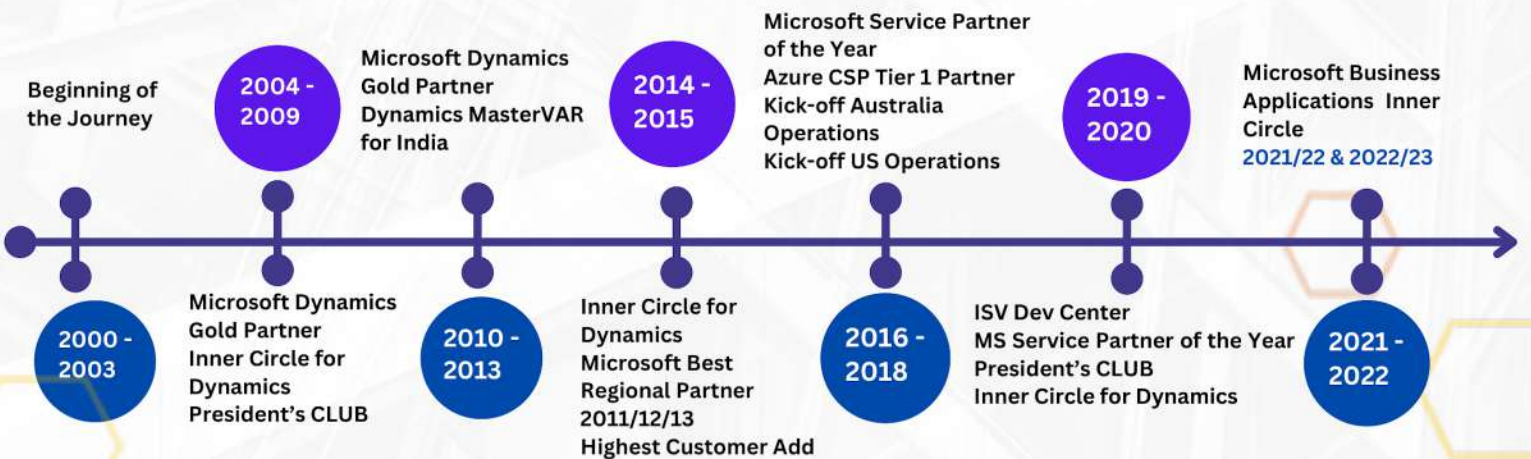 Beginning of
the Journey
2000 -
2003
2004 -
2009
Microsoft Dynamics
Gold Partner
Inner Circle for
Dynamics
President’s CLUB
Microsoft Dynamics
Gold Partner
Dynamics MasterVAR
for India
2010 -
2013
2014 -
2015
Inner Circle for
Dynamics
Microsoft Best
Regional Partner
2011/12/13
Highest Customer Add
Microsoft Service Partner
of the Year
Azure CSP Tier 1 Partner
Kick-off Australia
Operations
Kick-off US Operations
2016 -
2018
2019 -
2020
ISV Dev Center
MS Service Partner of the Year
President’s CLUB
Inner Circle for Dynamics
Microsoft Business
Applications Inner
Circle
2021/22 & 2022/23
2021 -
2022